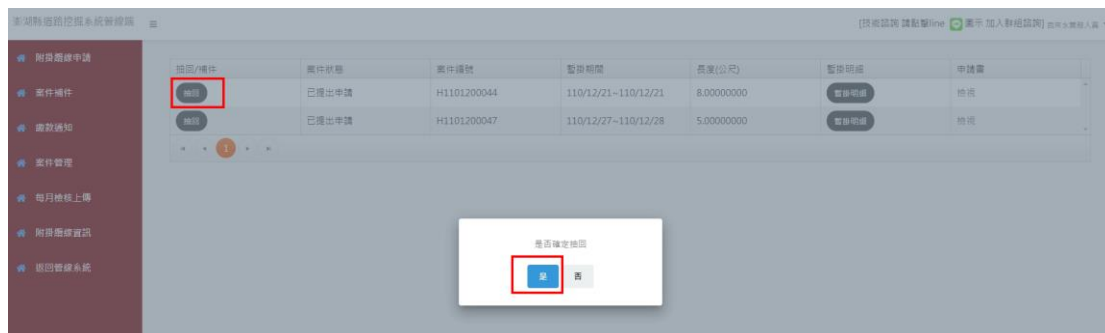 澎湖縣道路挖掘系統管線端
[技術諮詢 請點擊line 圖示 加入群組諮詢]
附掛纜線申請
案件補件
繳款通知
案件管理
每月檢核上傳
附掛纜線資訊
返回管線系統
抽回/補件 案件狀態 案件編號 暫掛期間 長度(公尺) 暫掛明細 申請書
抽回 已提出申請 H1101200044 110/12/21~110/12/21 8.00000000 暫掛明細 檢視
抽回 已提出申請 H1101200047 110/12/27~110/12/28 5.00000000 暫掛明細 檢視
1
是否確定抽回
是 否